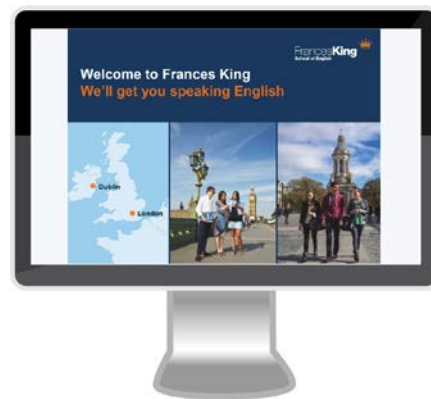 FrancesKing
School of English
Welcome to Frances King
We'll get you speaking English
Dublin
London